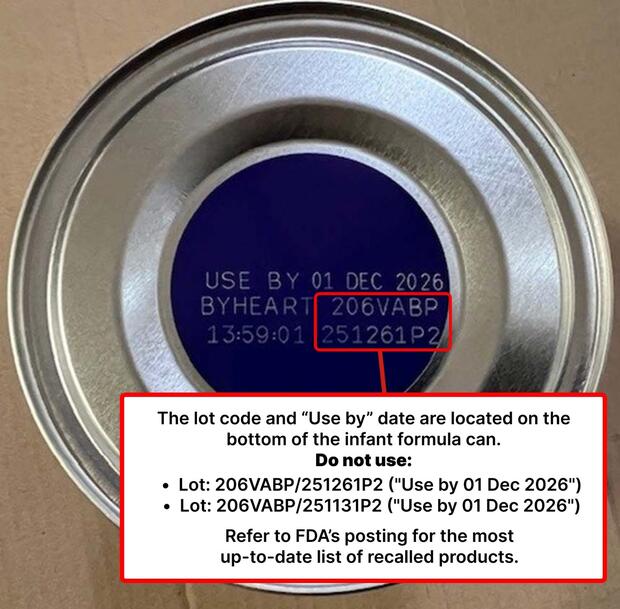 USE BY 01 DEC 2026
BYHEART 206VABP
13:59:01 251261P2
The lot code and “Use by” date are located on the
bottom of the infant formula can.
Do not use:
• Lot: 206VABP/251261P2 ("Use by 01 Dec 2026")
• Lot: 206VABP/251131P2 ("Use by 01 Dec 2026")
Refer to FDA’s posting for the most
up-to-date list of recalled products.